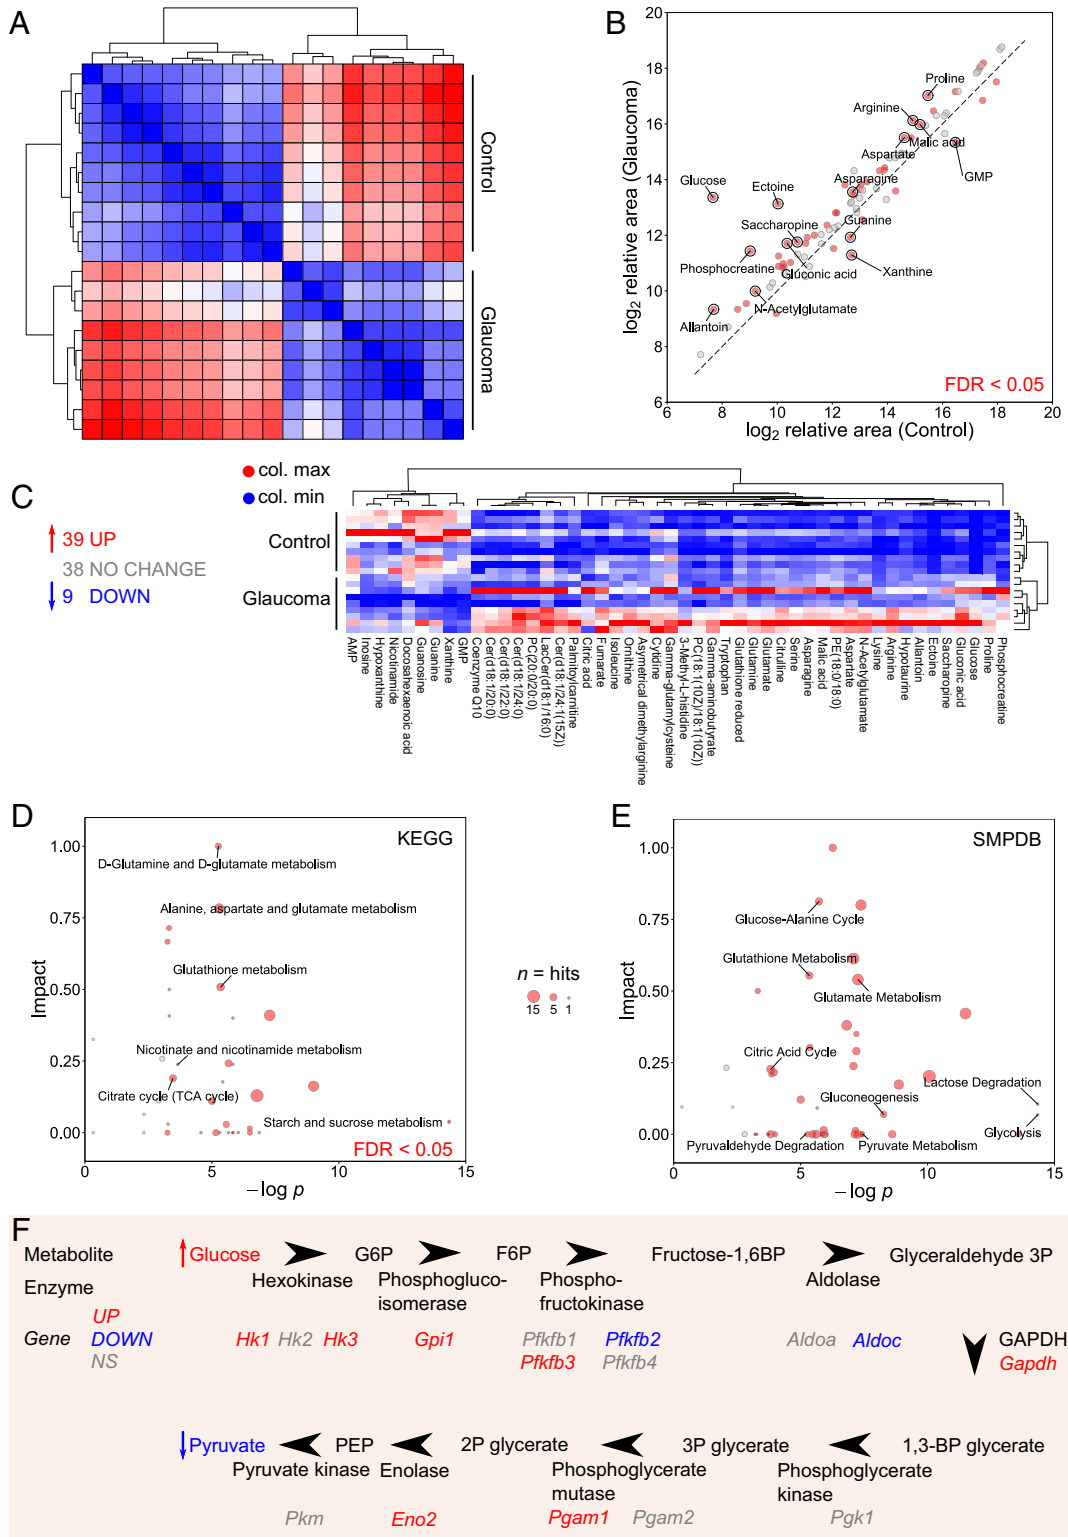 A
Control
Glaucoma
B
log2 relative area (Glaucoma)
20
18
16
14
12
10
8
6
Proline
Arginine
Malic acid
Aspartate
GMP
Asparagine
Glucose
Ectoine
Saccharopine
Guanine
Phosphocreatine
Gluconic acid
Xanthine
N-Acetylglutamate
Allantoin
FDR < 0.05
6 8 10 12 14 16 18 20
log2 relative area (Control)
C
col. max
col. min
39 UP
38 NO CHANGE
9 DOWN
Control
Glaucoma
AMP
Inosine
Hypoxanthine
Nicotinamide
Docosahexaenoic acid
Guanosine
Guanine
Xanthine
GMP
Coenzyme Q10
Cer(d18:1/20:0)
Cer(d18:1/22:0)
Cer(d18:1/24:0)
PC(20:0/20:0)
LacCer(d18:1/16:0)
Cer(d18:1/24:1(15Z))
Palmitoylcarnitine
Citric acid
Fumarate
Isoleucine
Ornithine
Asymetrical dimethylarginine
Cytidine
Gamma-glutamylcysteine
3-Methyl-L-histidine
PC(18:1(10Z)/18:1(10Z))
Gamma-aminobutyrate
Tryptophan
Glutathione reduced
Glutamine
Glutamate
Citrulline
Serine
Asparagine
Malic acid
PE(18:0/18:0)
Aspartate
N-Acetylglutamate
Lysine
Arginine
Hypotaurine
Allantoin
Ectoine
Saccharopine
Gluconic acid
Glucose
Proline
Phosphocreatine
D
KEGG
Impact
1.00
0.75
0.50
0.25
0.00
D-Glutamine and D-glutamate metabolism
Alanine, aspartate and glutamate metabolism
Glutathione metabolism
Nicotinate and nicotinamide metabolism
Citrate cycle (TCA cycle)
Starch and sucrose metabolism
FDR < 0.05
0 5 10 15
−log p
n = hits
15 5 1
E
SMPDB
Impact
1.00
0.75
0.50
0.25
0.00
Glucose-Alanine Cycle
Glutathione Metabolism
Glutamate Metabolism
Citric Acid Cycle
Lactose Degradation
Gluconeogenesis
Glycolysis
Pyruvaldehyde Degradation
Pyruvate Metabolism
0 5 10 15
−log p
F
Metabolite
Glucose
G6P
F6P
Fructose-1,6BP
Glyceraldehyde 3P
Enzyme
Hexokinase
Phosphogluco-
isomerase
Phospho-
fructokinase
Aldolase
UP
Gene
DOWN
NS
Hk1 Hk2 Hk3
Gpi1
Pfkfb1 Pfkfb2
Pfkfb3 Pfkfb4
Aldoa Aldoc
GAPDH
Gapdh
Pyruvate
PEP
2P glycerate
3P glycerate
1,3-BP glycerate
Pyruvate kinase
Enolase
Phosphoglycerate
mutase
Phosphoglycerate
kinase
Pkm
Eno2
Pgam1 Pgam2
Pgk1